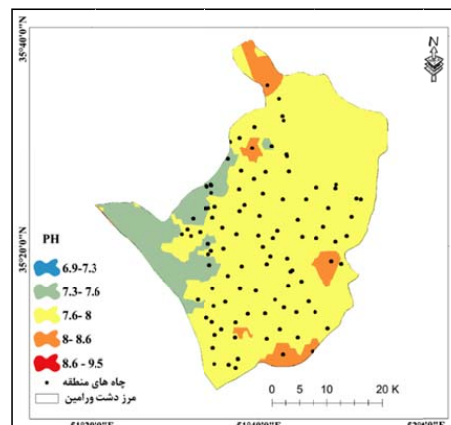 35°40'0"N
N
35°20'0"N
PH
6.9-7.3
7.3- 7.6
7.6- 8
8- 8.6
8.6 - 9.5
چاه های منطقه
مرز دشت ورامین
0 10 20 K